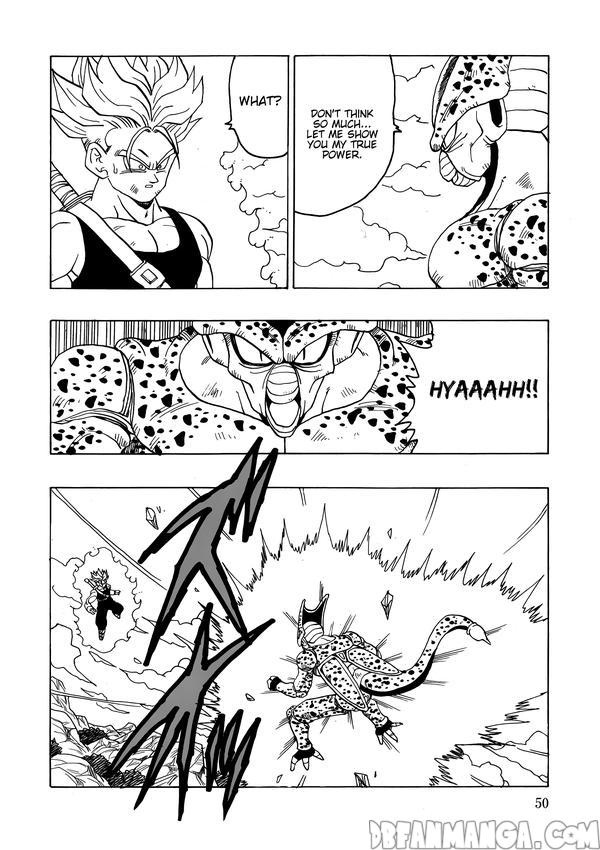 DON'T THINK
SO MUCH...
LET ME SHOW
YOU MY TRUE
POWER.
WHAT?
HYAAAHH!!
50
DBFANMANGA.COM